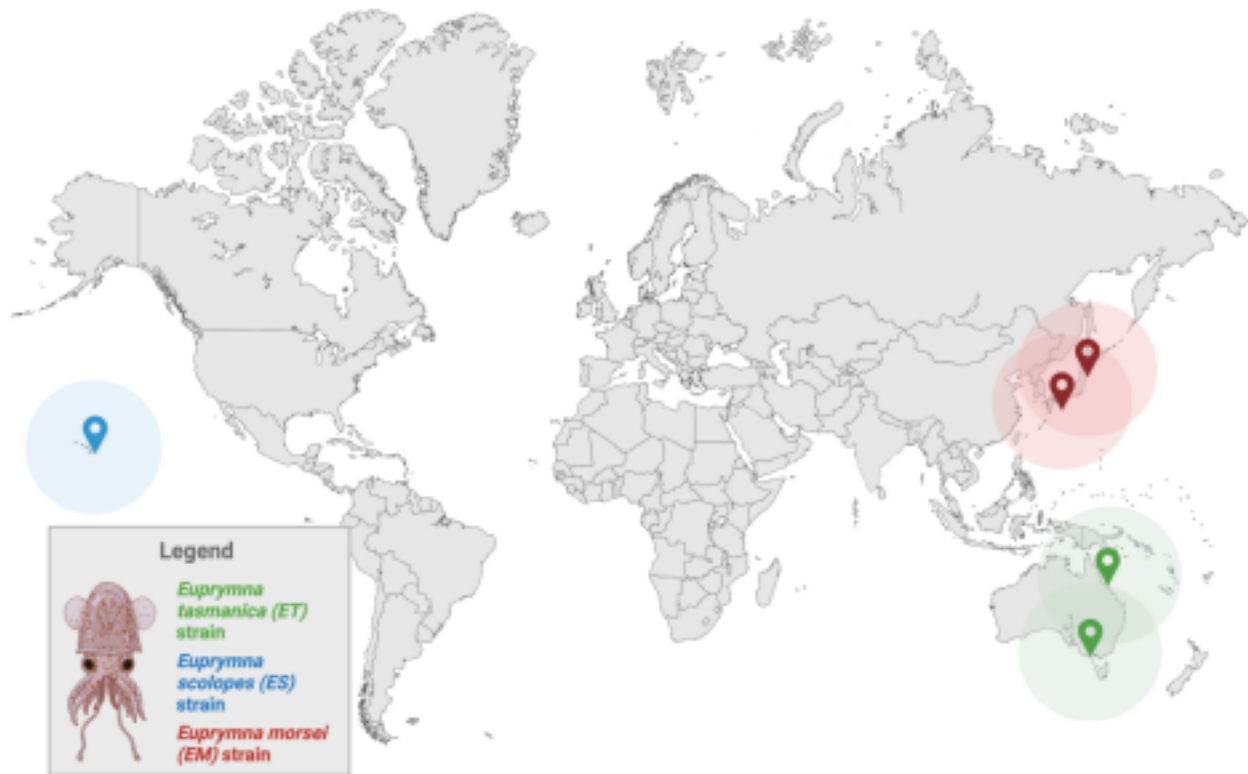 Legend
Euprymna
tasmanica (ET)
strain
Euprymna
scolopes (ES)
strain
Euprymna morsei
(EM) strain